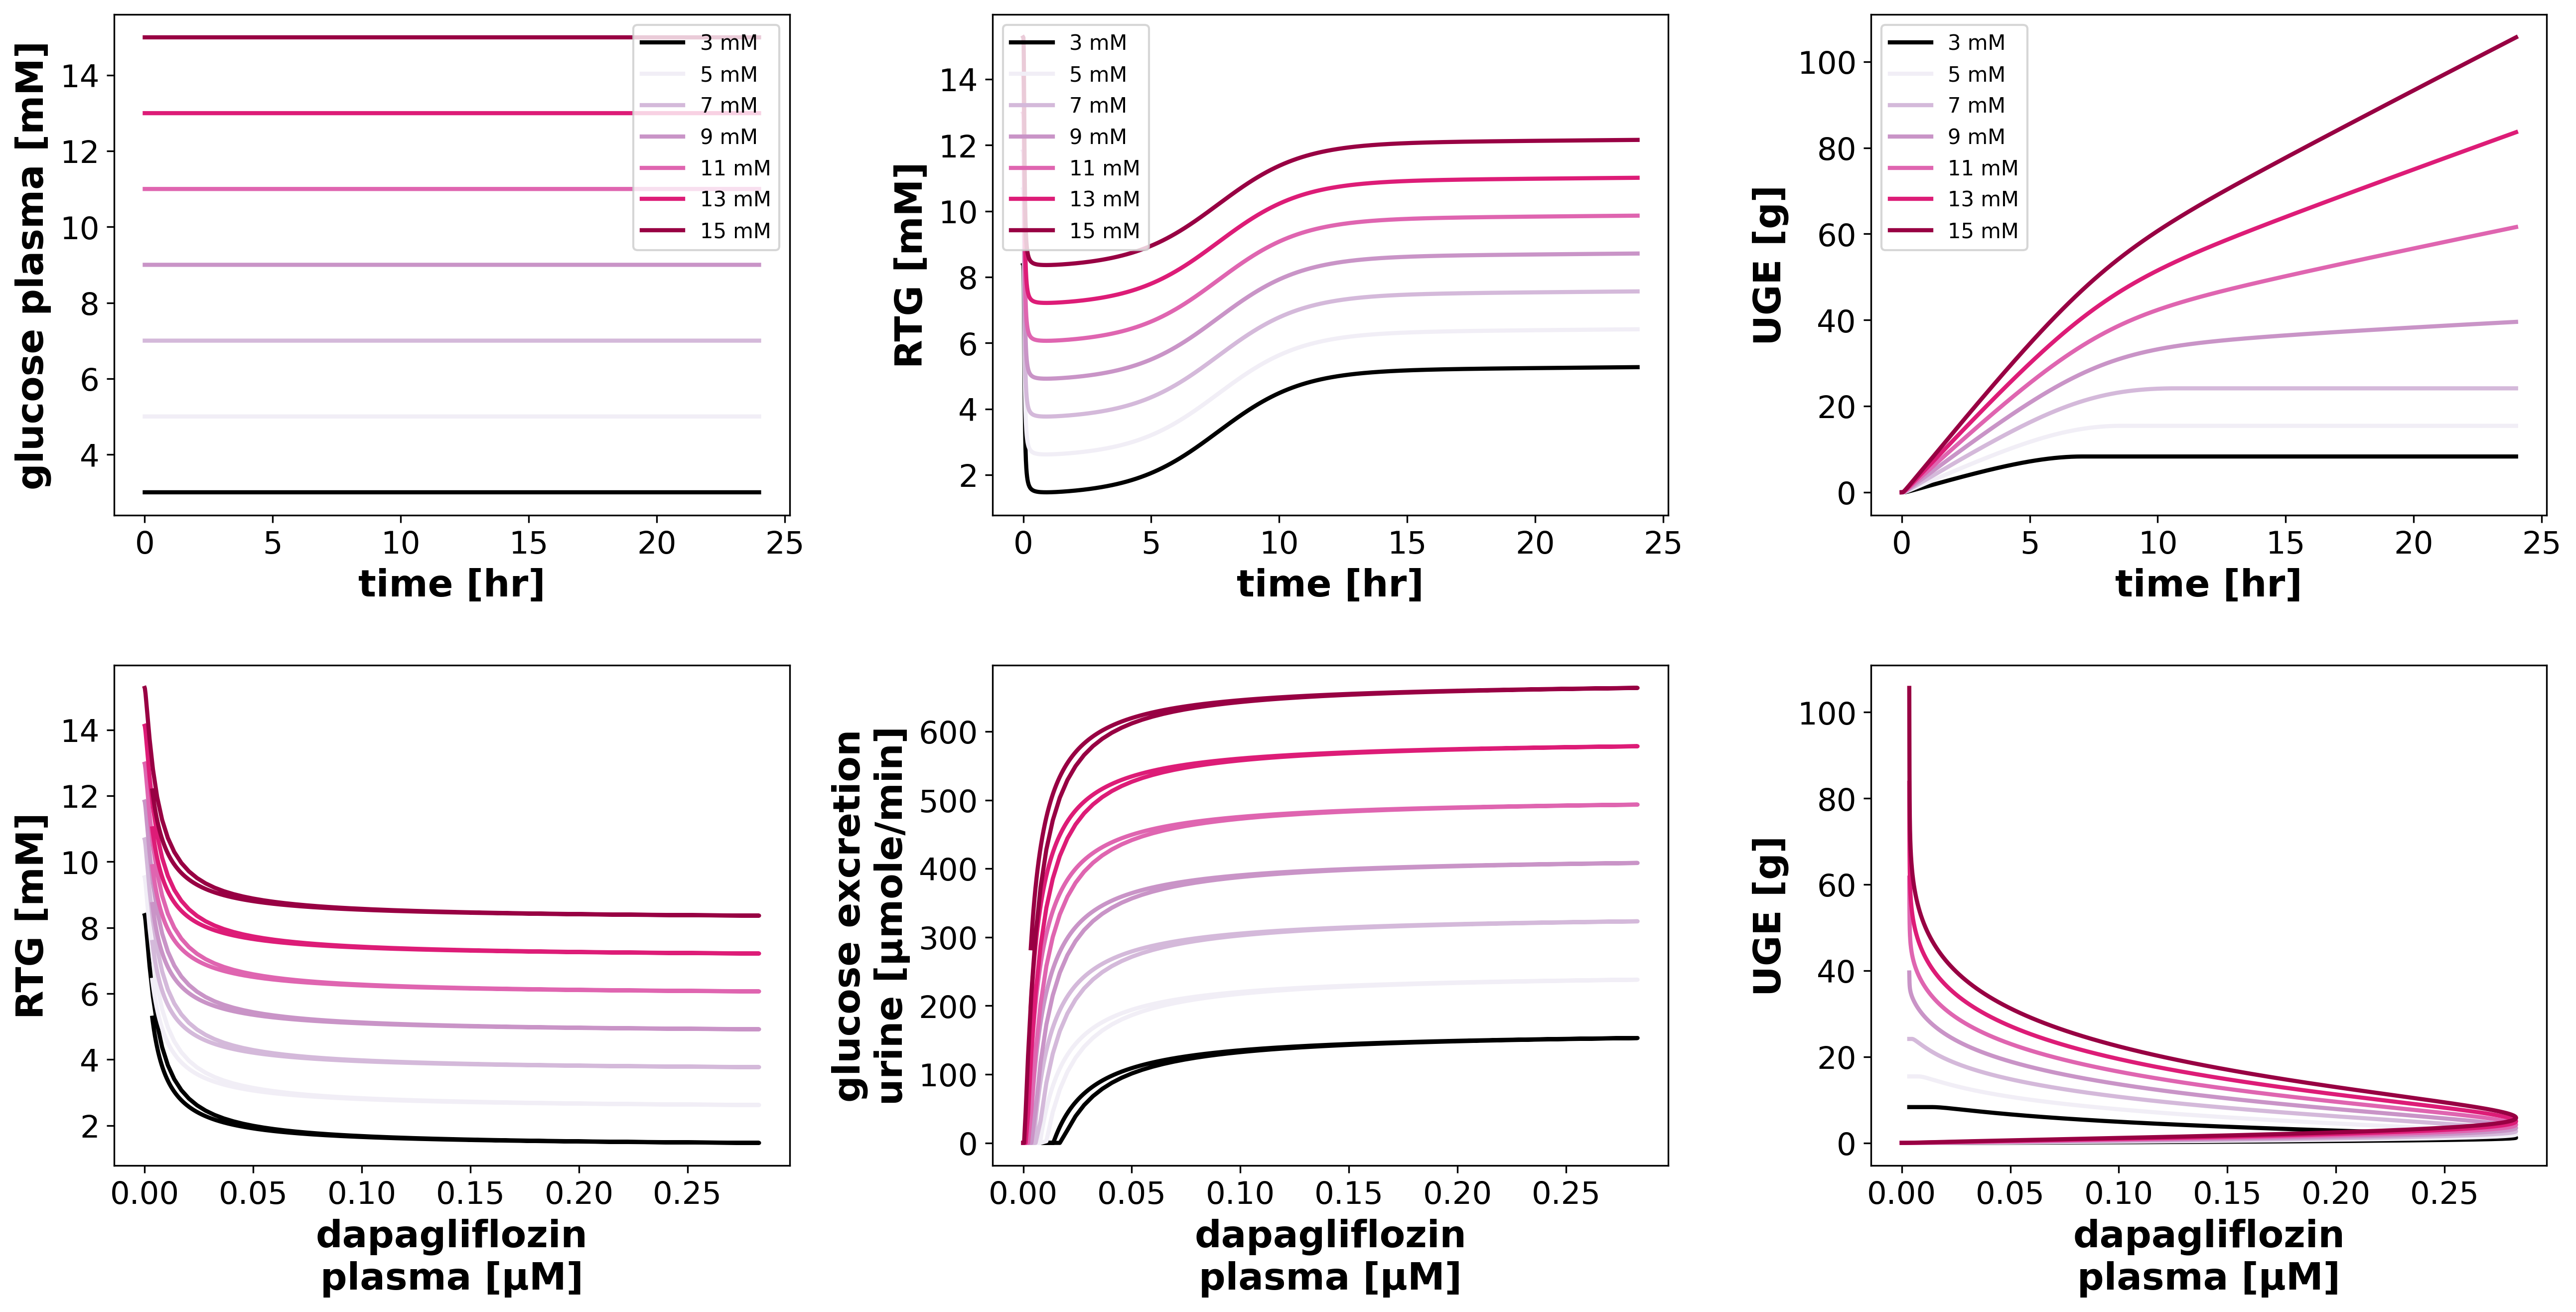 glucose plasma [mM]
14
12
10
8
6
4
3 mM
5 mM
7 mM
9 mM
11 mM
13 mM
15 mM
0 5 10 15 20 25
time [hr]
RTG [mM]
14
12
10
8
6
4
2
3 mM
5 mM
7 mM
9 mM
11 mM
13 mM
15 mM
0 5 10 15 20 25
time [hr]
UGE [g]
100
80
60
40
20
0
3 mM
5 mM
7 mM
9 mM
11 mM
13 mM
15 mM
0 5 10 15 20 25
time [hr]
RTG [mM]
14
12
10
8
6
4
2
0.00 0.05 0.10 0.15 0.20 0.25
dapagliflozin
plasma [µM]
glucose excretion
urine [µmole/min]
600
500
400
300
200
100
0
0.00 0.05 0.10 0.15 0.20 0.25
dapagliflozin
plasma [µM]
UGE [g]
100
80
60
40
20
0
0.00 0.05 0.10 0.15 0.20 0.25
dapagliflozin
plasma [µM]